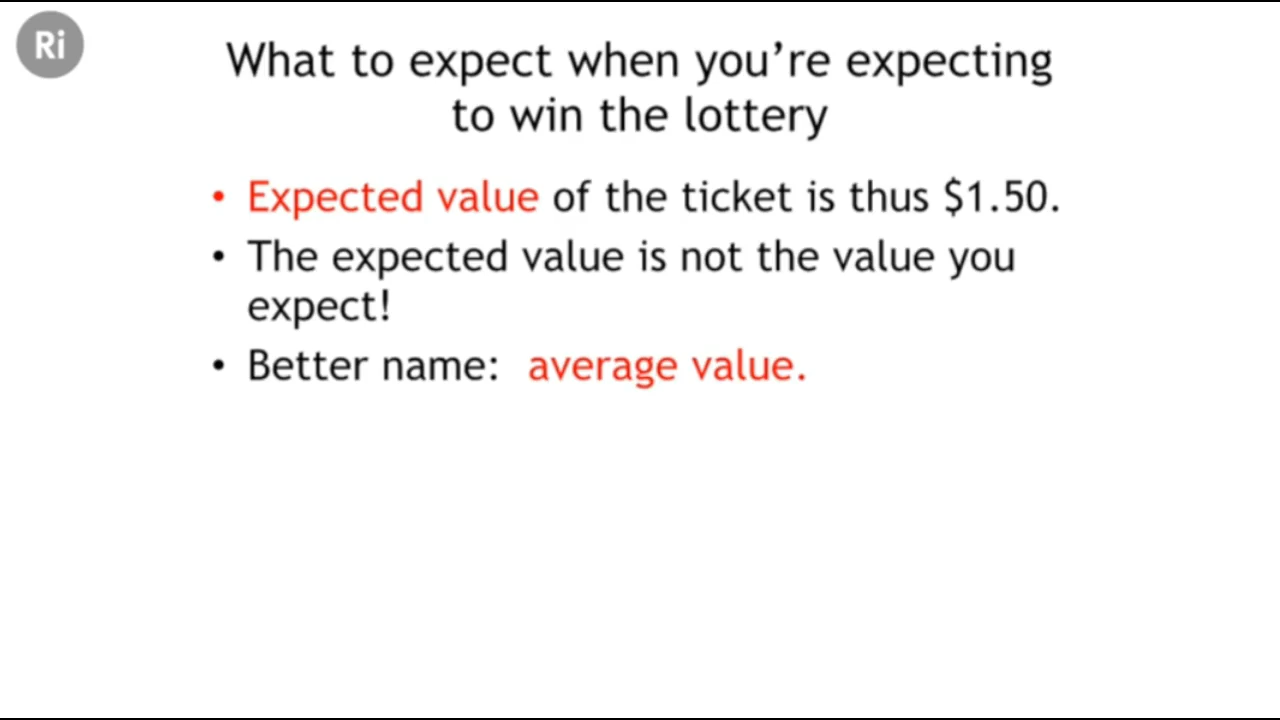 Ri
What to expect when you’re expecting
to win the lottery
• Expected value of the ticket is thus $1.50.
• The expected value is not the value you
expect!
• Better name: average value.